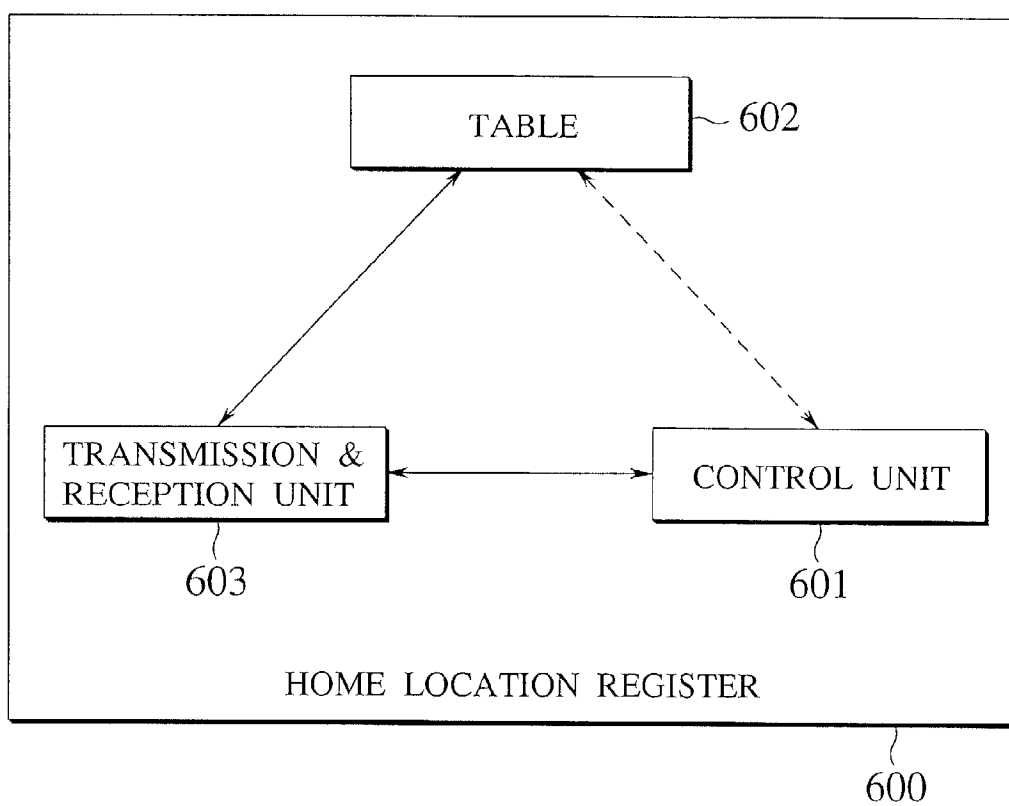 TABLE
602
TRANSMISSION &
RECEPTION UNIT
603
CONTROL UNIT
601
HOME LOCATION REGISTER
600